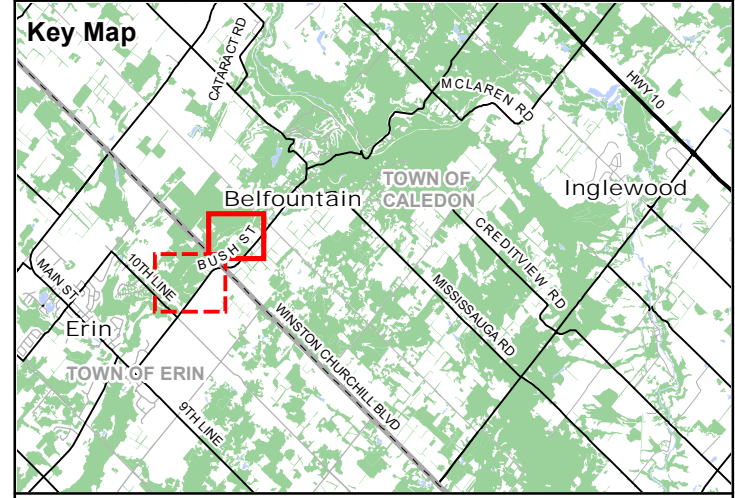 Key Map
CATARACT RD
MCLAREN RD
HWY 10
TOWN OF
CALEDON
Belfountain
Inglewood
BUSH ST
CREDITVIEW RD
10TH LINE
MAIN ST
MISSISSAUGA RD
WINSTON CHURCHILL BLVD
Erin
TOWN OF ERIN
9TH LINE